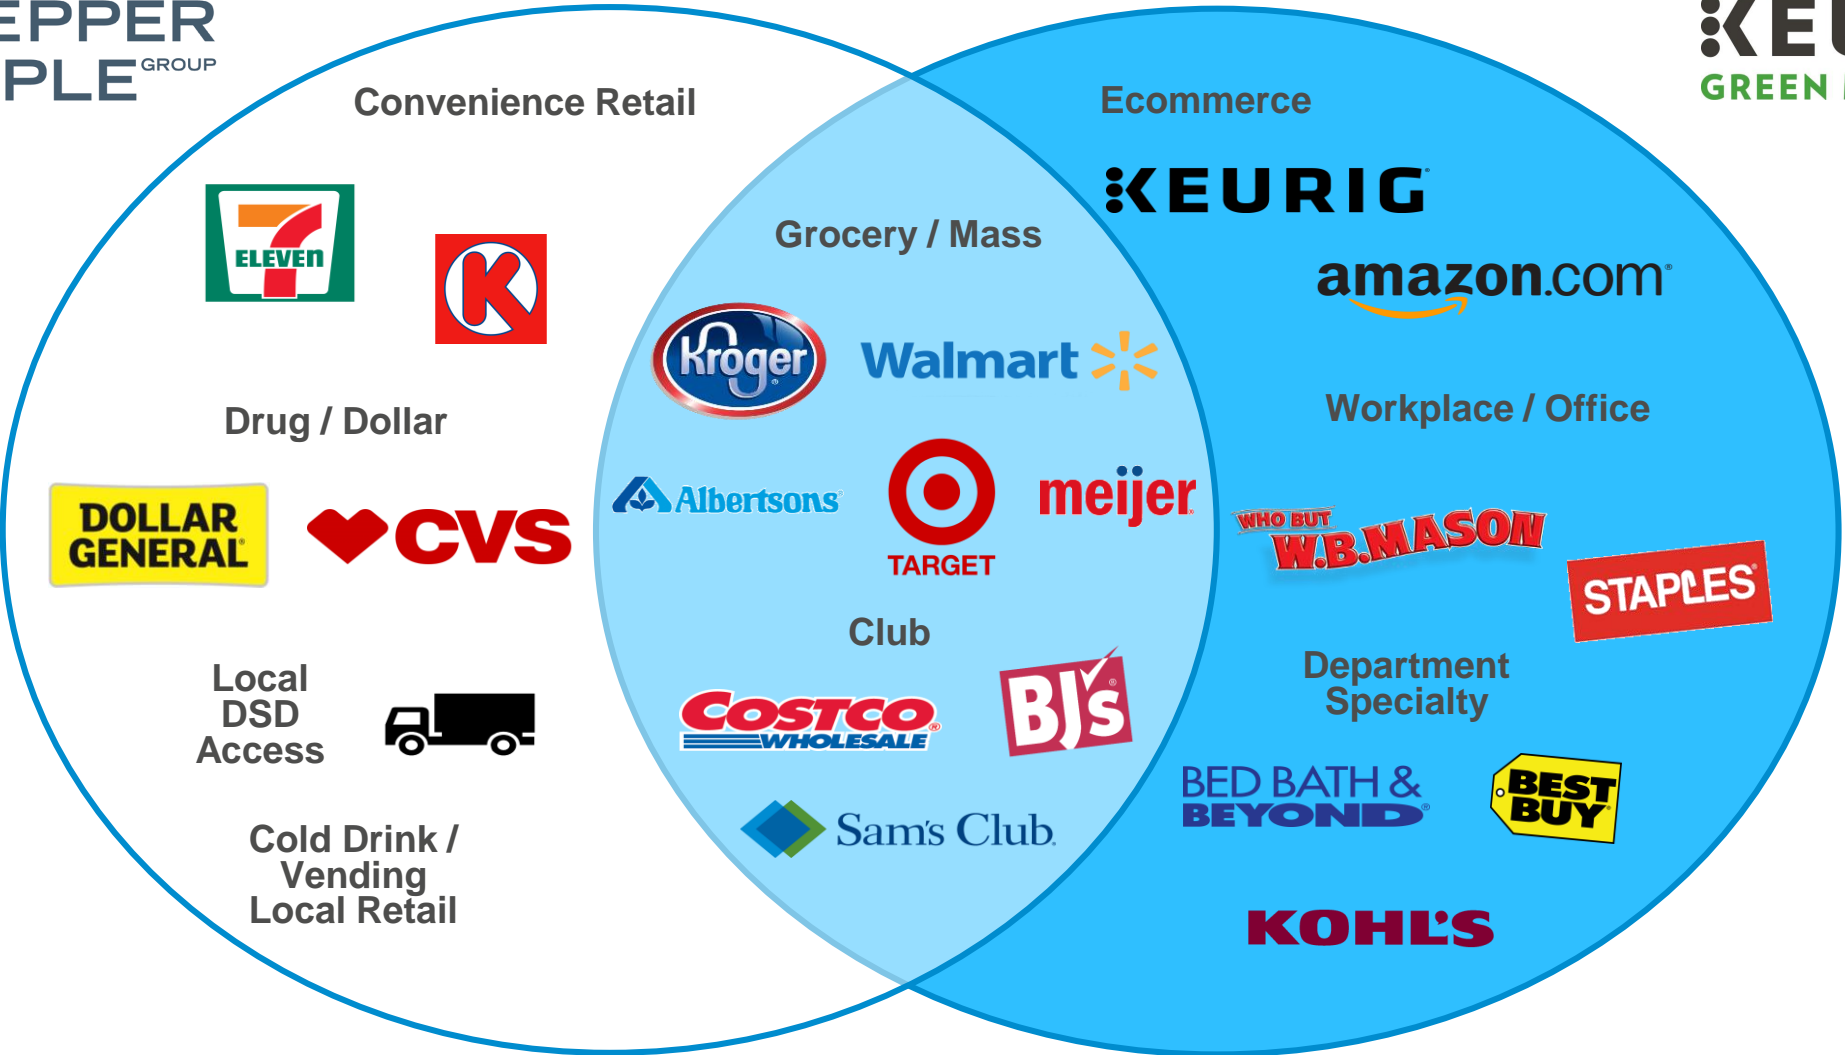 EPPER
PLE GROUP
KEU
GREEN
Convenience Retail
7
ELEVEn
K
Drug / Dollar
DOLLAR
GENERAL
CVS
Local
DSD
Access
Cold Drink /
Vending
Local Retail
Grocery / Mass
Kroger
Walmart
Albertsons
TARGET
meijer
Club
COSTCO
WHOLESALE
BJ's
Sam's Club
Ecommerce
KEURIG
amazon.com
Workplace / Office
WHO BUT
W.B.MASON
STAPLES
Department
Specialty
BED BATH &
BEYOND
BEST
BUY
KOHL'S